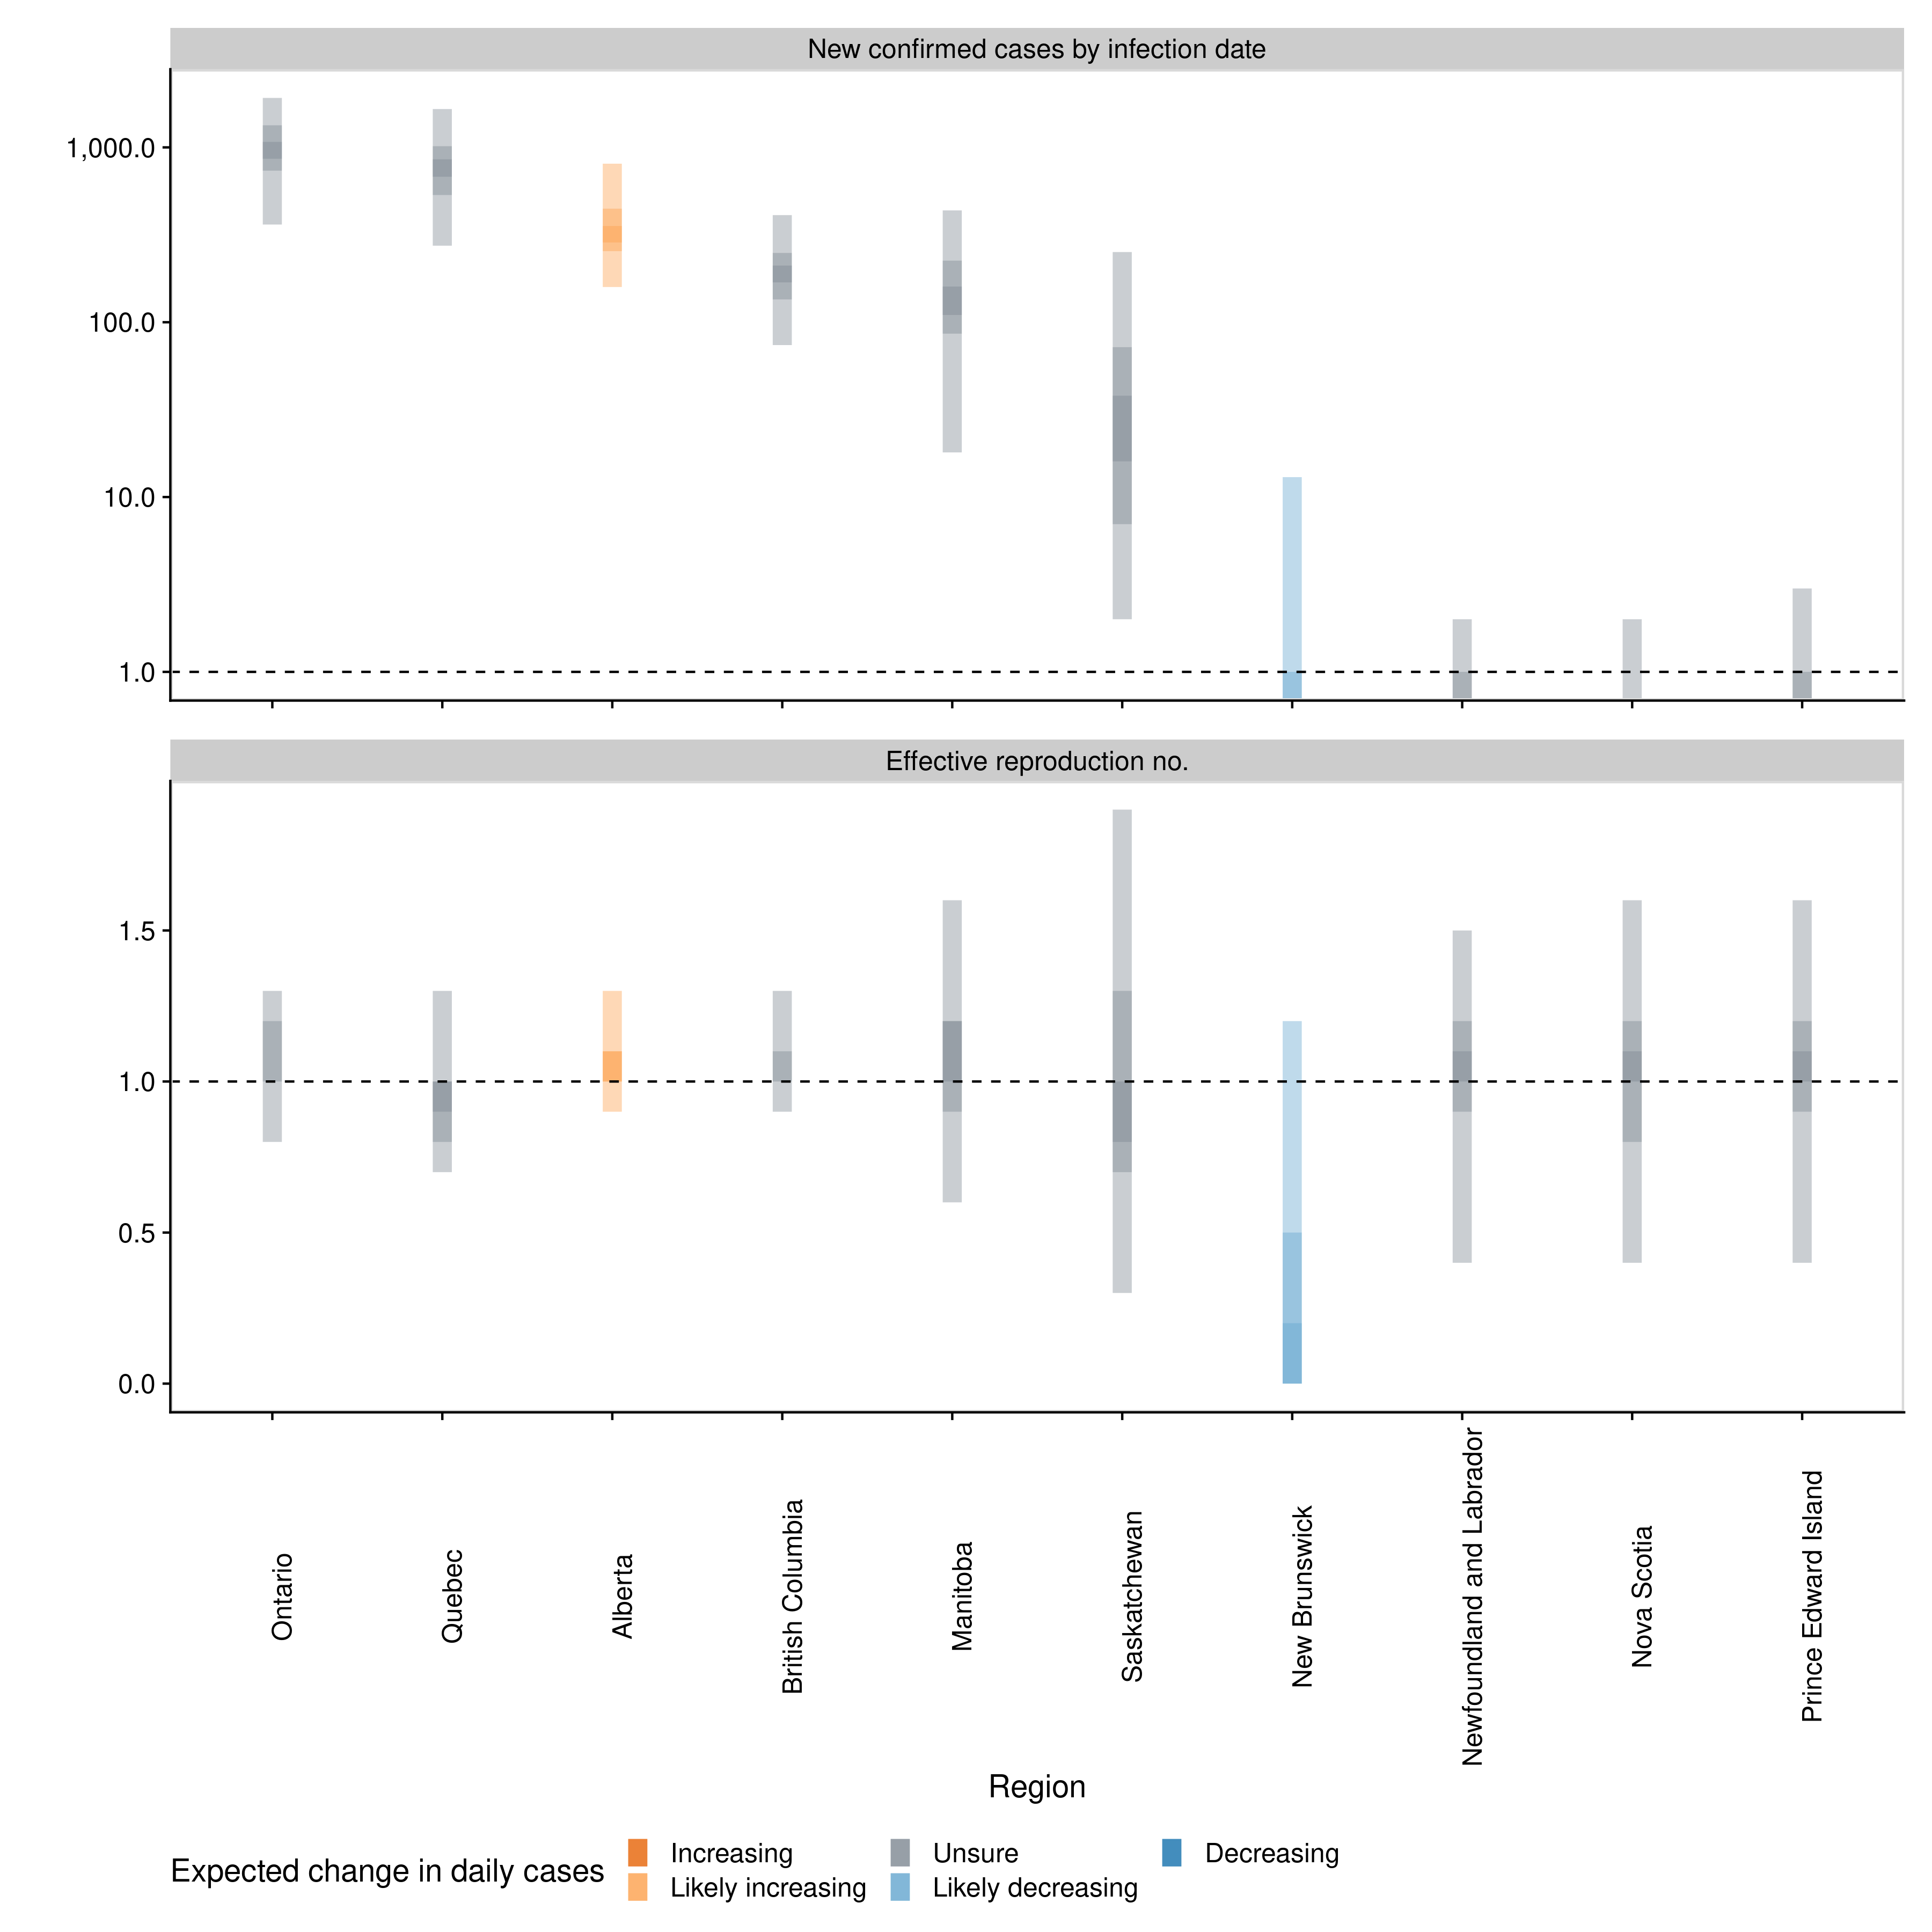 New confirmed cases by infection date
1,000.0
100.0
10.0
1.0
Effective reproduction no.
1.5
1.0
0.5
0.0
Ontario
Quebec
Alberta
British Columbia
Manitoba
Saskatchewan
New Brunswick
Newfoundland and Labrador
Nova Scotia
Prince Edward Island
Region
Expected change in daily cases
Increasing
Likely increasing
Unsure
Likely decreasing
Decreasing